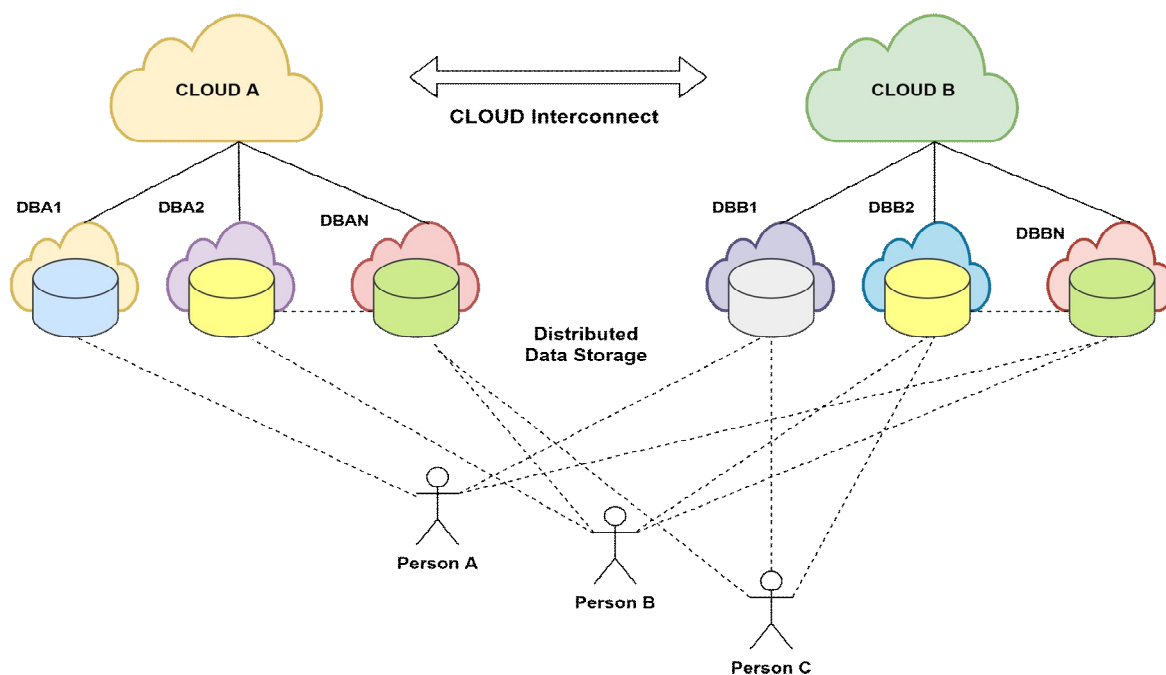 CLOUD A
CLOUD B
CLOUD Interconnect
DBA1
DBA2
DBAN
DBB1
DBB2
DBBN
Distributed
Data Storage
Person A
Person B
Person C